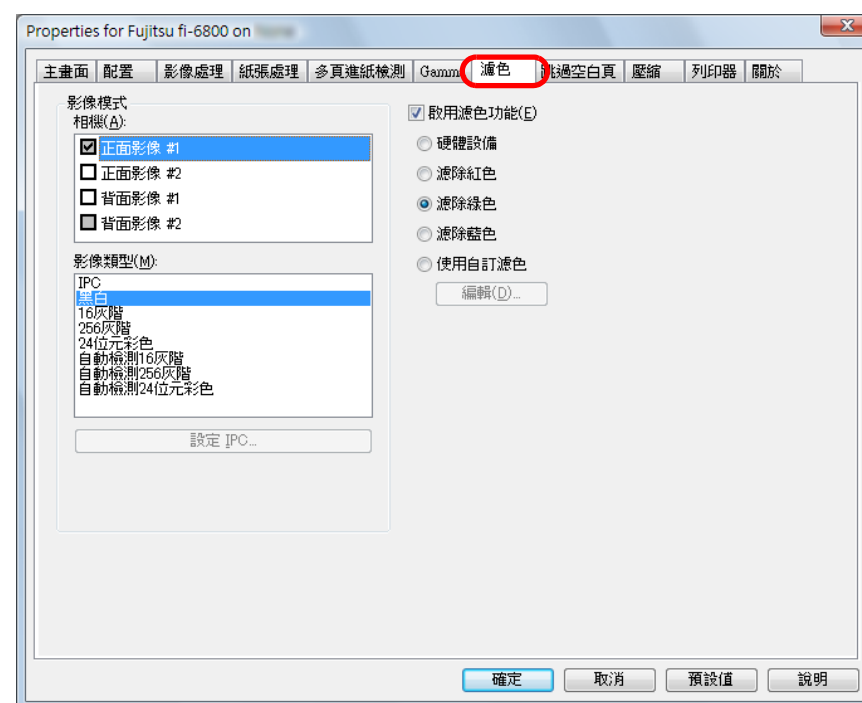 Properties for Fujitsu fi-6800 on
主畫面 配置 影像處理 紙張處理 多頁進紙檢測 Gamm 濾色 跳過空白頁 壓縮 列印器 關於
影像模式
相機(A):
正面影像 #1
正面影像 #2
背面影像 #1
背面影像 #2
影像類型(M):
IPC
黑白
16灰階
256灰階
24位元彩色
自動檢測16灰階
自動檢測256灰階
自動檢測24位元彩色
設定 IPC...
啟用濾色功能(E)
硬體設備
濾除紅色
濾除綠色
濾除藍色
使用自訂濾色
編輯(D)...
確定 取消 預設值 說明